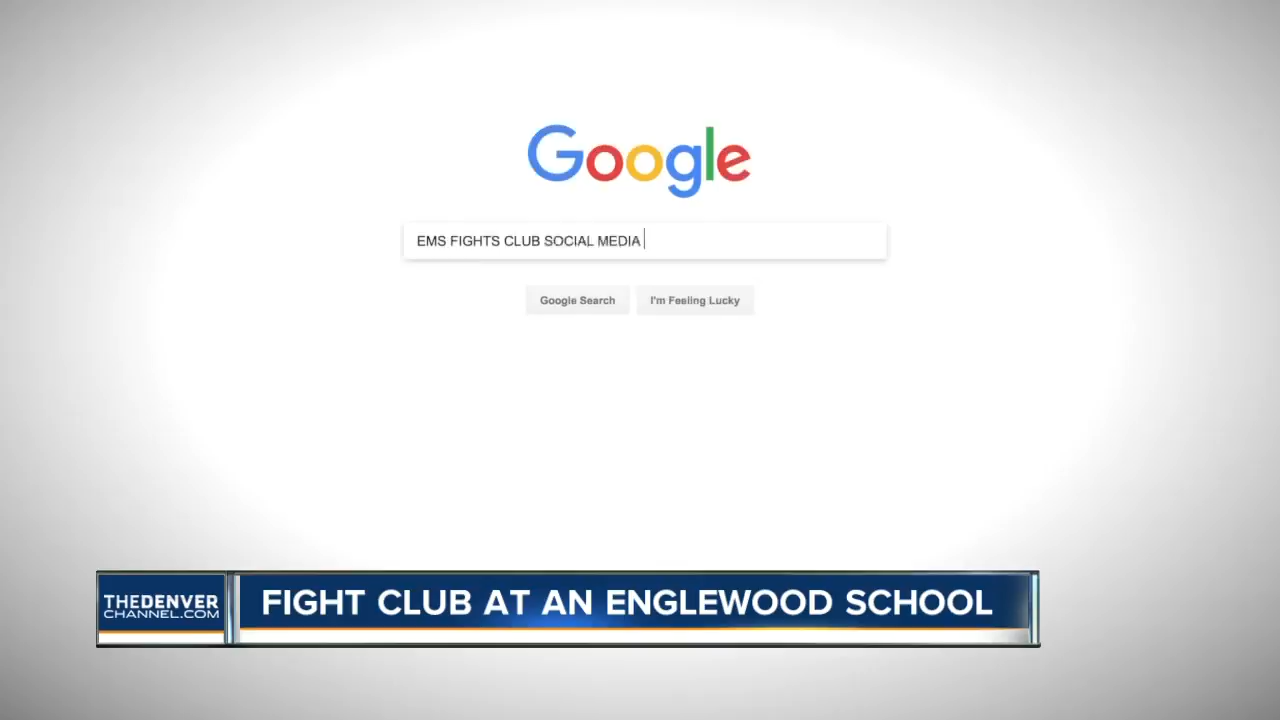 Google
EMS FIGHTS CLUB SOCIAL MEDIA
Google Search I'm Feeling Lucky
THEDENVER
CHANNEL.COM
FIGHT CLUB AT AN ENGLEWOOD SCHOOL